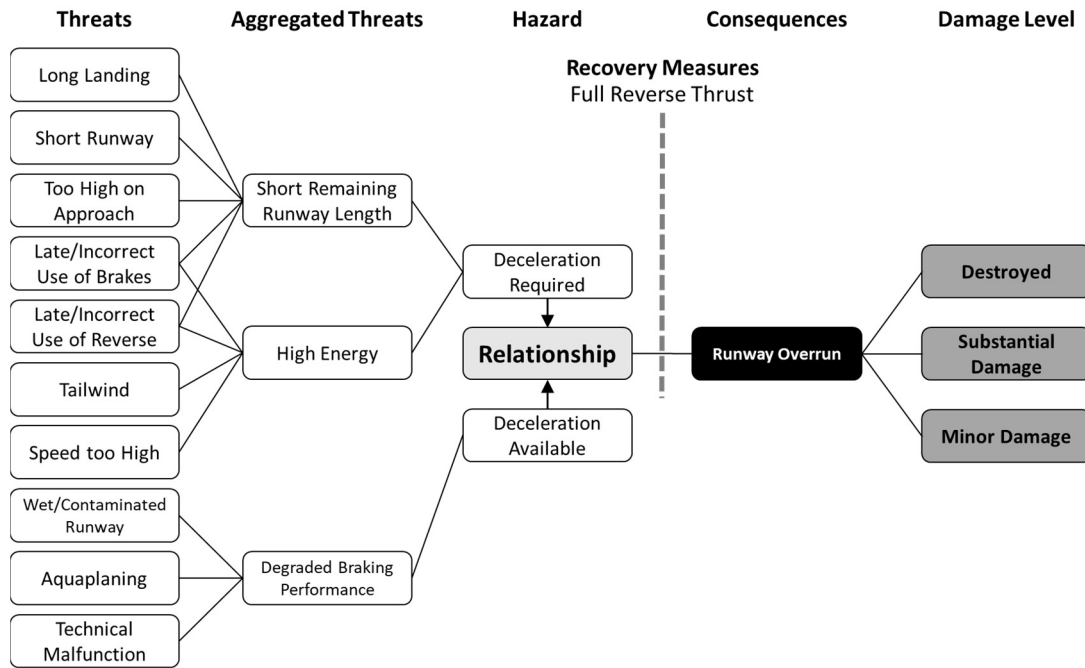 Threats
Aggregated Threats
Hazard
Consequences
Damage Level
Long Landing
Short Runway
Too High on
Approach
Late/Incorrect
Use of Brakes
Late/Incorrect
Use of Reverse
Tailwind
Speed too High
Wet/Contaminated
Runway
Aquaplaning
Technical
Malfunction
Short Remaining
Runway Length
High Energy
Degraded Braking
Performance
Deceleration
Required
Relationship
Deceleration
Available
Recovery Measures
Full Reverse Thrust
Runway Overrun
Destroyed
Substantial
Damage
Minor Damage